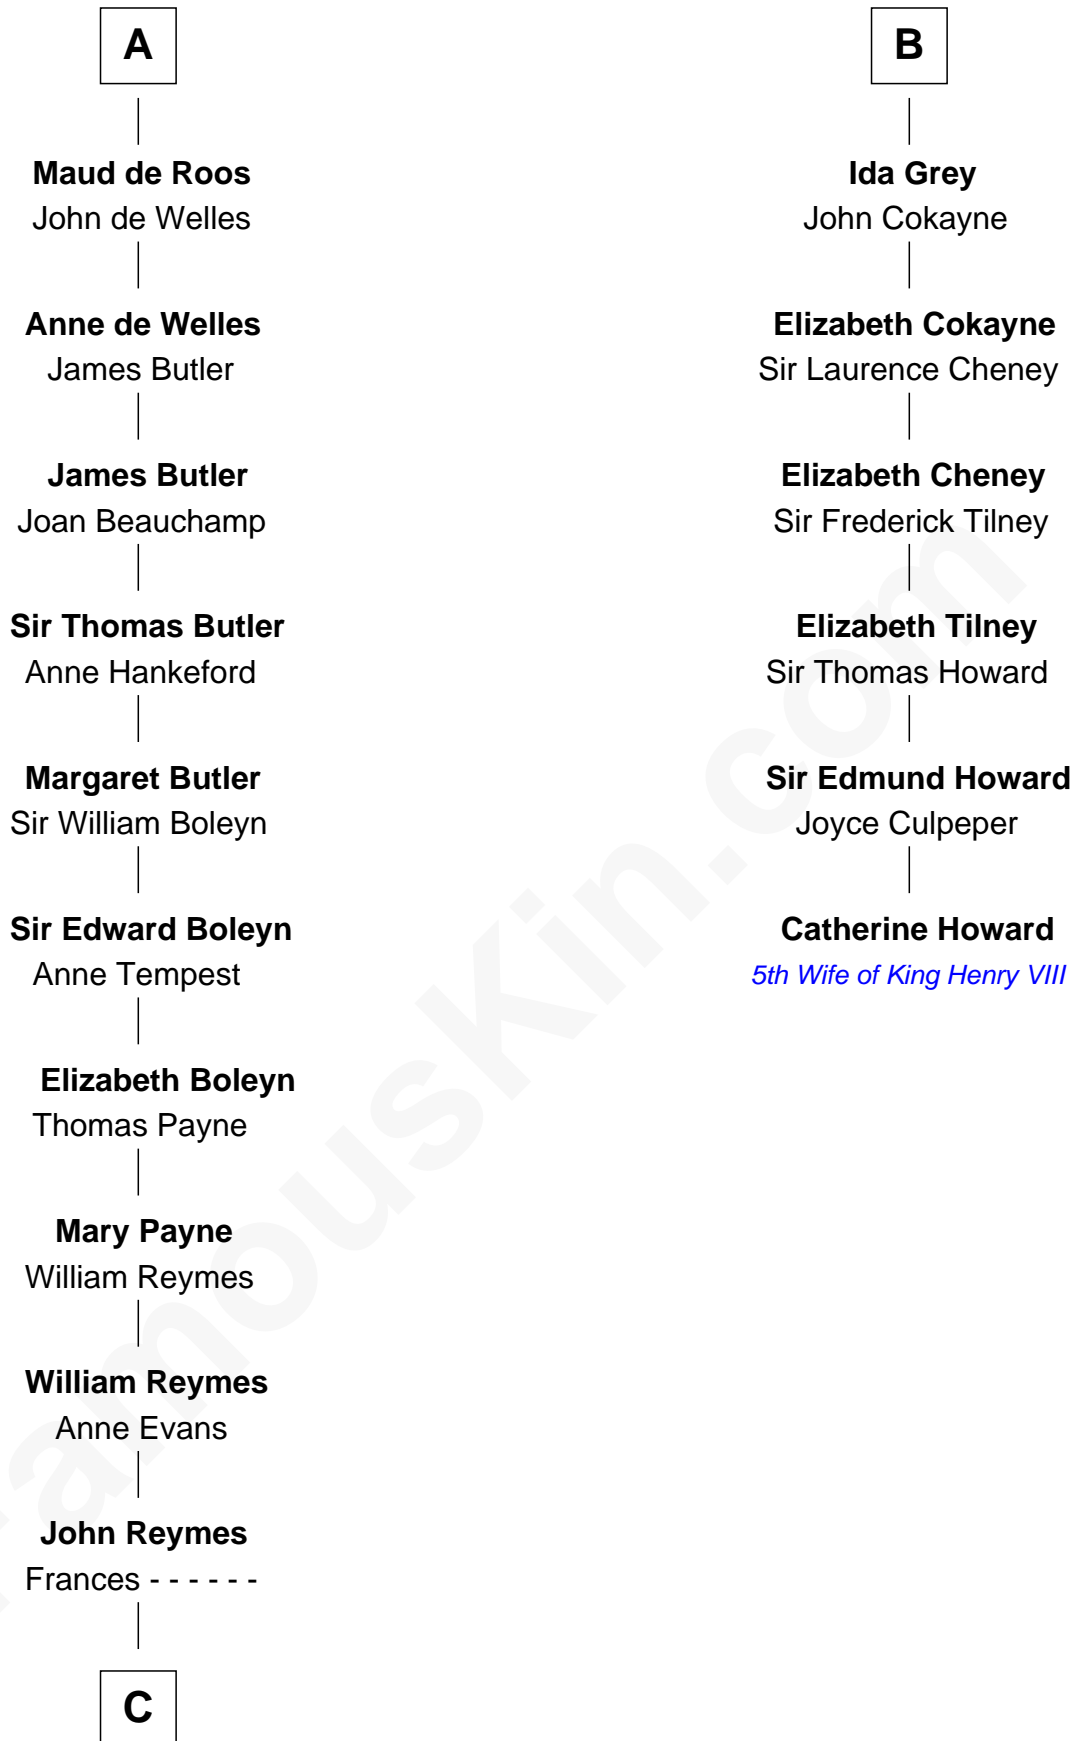 A
Maud de Roos
John de Welles
Anne de Welles
James Butler
James Butler
Joan Beauchamp
Sir Thomas Butler
Anne Hankeford
Margaret Butler
Sir William Boleyn
Sir Edward Boleyn
Anne Tempest
Elizabeth Boleyn
Thomas Payne
Mary Payne
William Reymes
William Reymes
Anne Evans
John Reymes
Frances - - - - - -
C
B
Ida Grey
John Cokayne
Elizabeth Cokayne
Sir Laurence Cheney
Elizabeth Cheney
Sir Frederick Tilney
Elizabeth Tilney
Sir Thomas Howard
Sir Edmund Howard
Joyce Culpeper
Catherine Howard
5th Wife of King Henry VIII
FamousKin.com